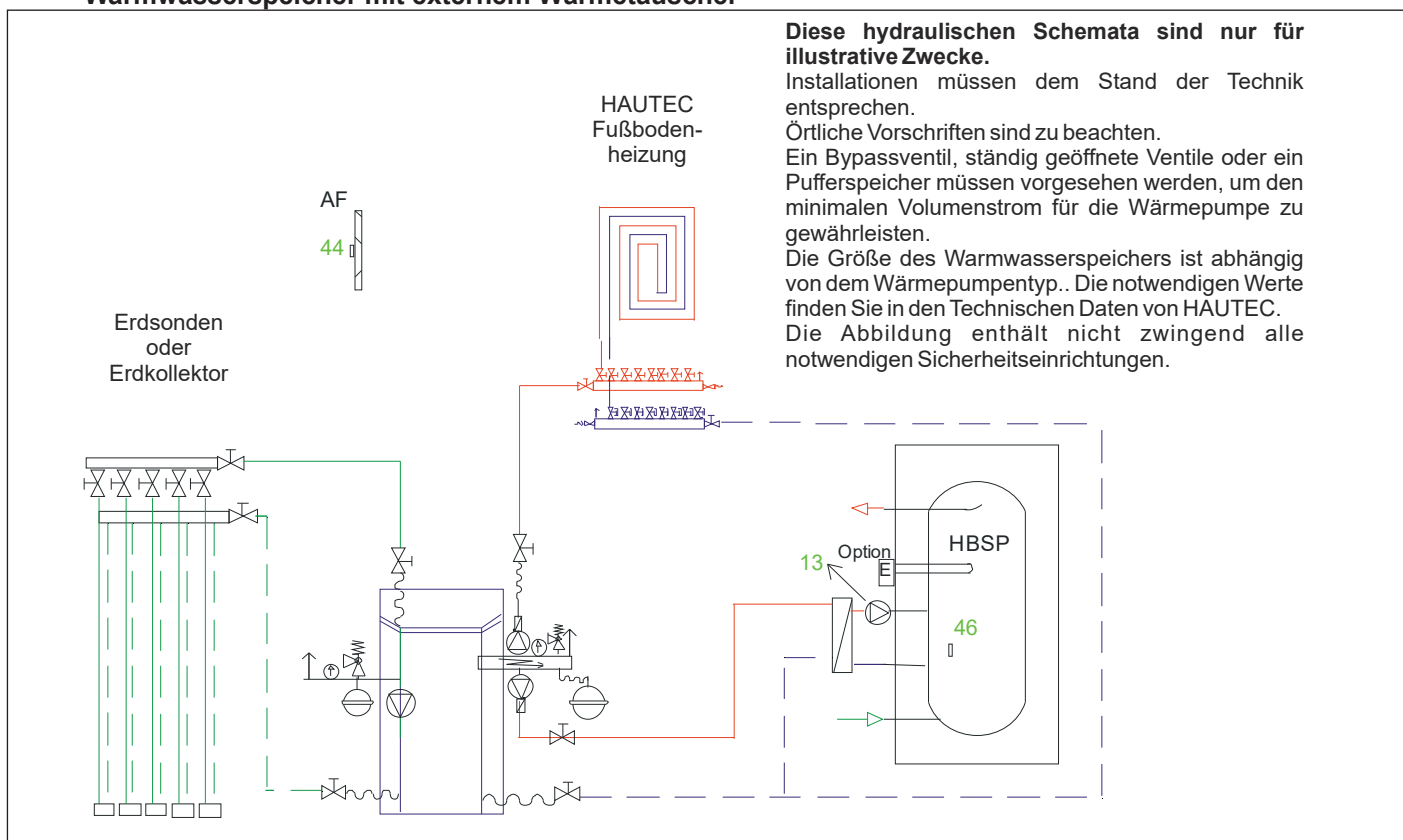 Warmwasserspeicher mit externem Wärmetauscher
Diese hydraulischen Schemata sind nur für
illustrative Zwecke.
Installationen müssen dem Stand der Technik
entsprechen.
Örtliche Vorschriften sind zu beachten.
Ein Bypassventil, ständig geöffnete Ventile oder ein
Pufferspeicher müssen vorgesehen werden, um den
minimalen Volumenstrom für die Wärmepumpe zu
gewährleisten.
Die Größe des Warmwasserspeichers ist abhängig
von dem Wärmepumpentyp.. Die notwendigen Werte
finden Sie in den Technischen Daten von HAUTEC.
Die Abbildung enthält nicht zwingend alle
notwendigen Sicherheitseinrichtungen.
HAUTEC
Fußboden-
heizung
AF
44
Erdsonden
oder
Erdkollektor
Option
13
E
HBSP
46